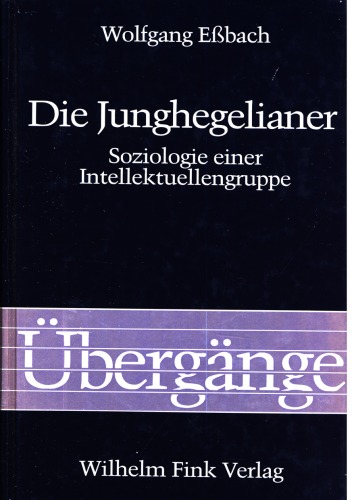 Wolfgang Eßbach
Die Junghegelianer
Soziologie einer
Intellektuellengruppe
Übergänge
Wilhelm Fink Verlag